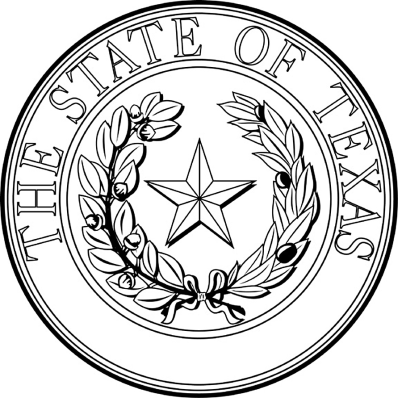 THE STATE OF TEXAS